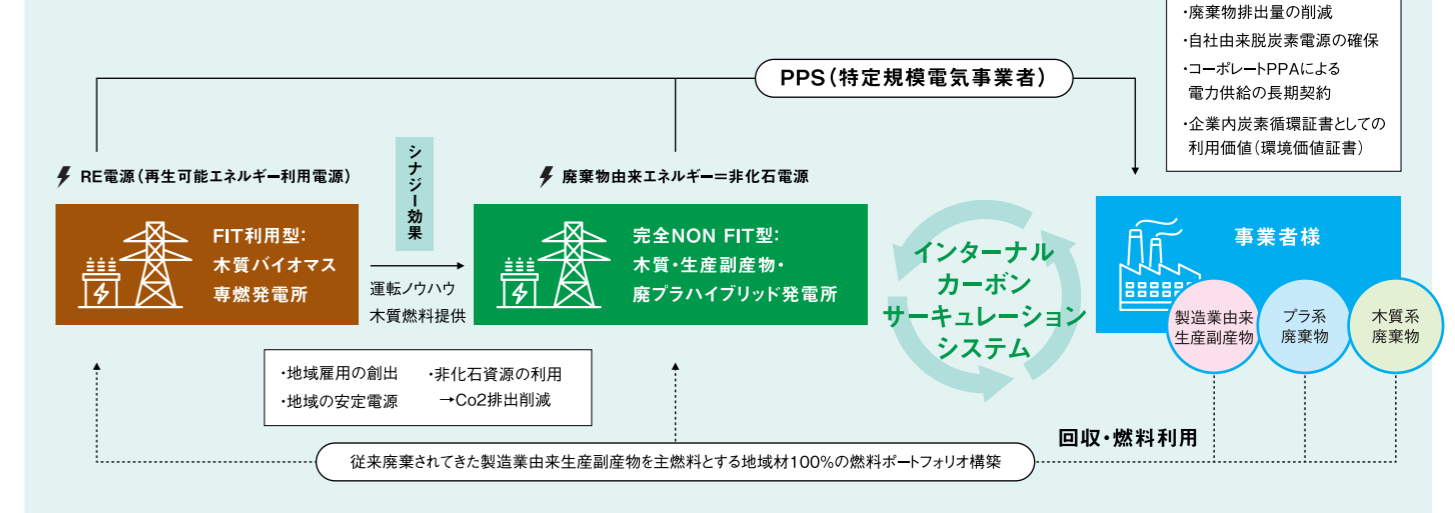 ・廃棄物排出量の削減
・自社由来脱炭素電源の確保
・コーポレートPPAによる
電力供給の長期契約
・企業内炭素循環証書としての
利用価値（環境価値証書）
PPS（特定規模電気事業者）
RE電源（再生可能エネルギー利用電源）
シナジー効果
廃棄物由来エネルギー＝非化石電源
FIT利用型：
木質バイオマス
専燃発電所
運転ノウハウ
木質燃料提供
完全NON FIT型：
木質・生産副産物・
廃プラハイブリッド発電所
インターナル
カーボン
サーキュレーション
システム
事業者様
製造業由来
生産副産物
プラ系
廃棄物
木質系
廃棄物
・地域雇用の創出
・地域の安定電源
・非化石資源の利用
→Co2排出削減
回収・燃料利用
従来廃棄されてきた製造業由来生産副産物を主燃料とする地域材100%の燃料ポートフォリオ構築